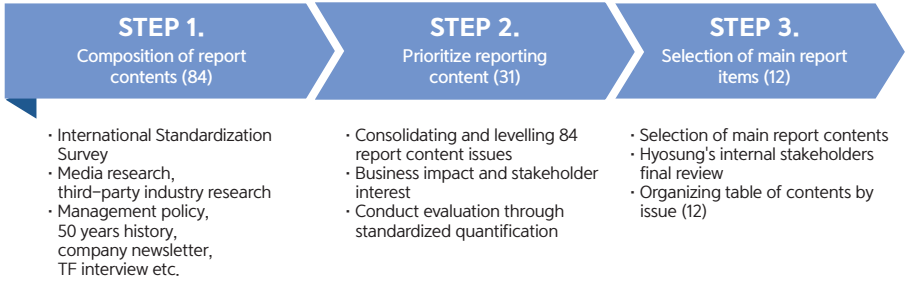 STEP 1.
Composition of report
contents (84)
STEP 2.
Prioritize reporting
content (31)
STEP 3.
Selection of main report
items (12)
· International Standardization
Survey
· Media research,
third-party industry research
· Management policy,
50 years history,
company newsletter,
TF interview etc.
· Consolidating and levelling 84
report content issues
· Business impact and stakeholder
interest
· Conduct evaluation through
standardized quantification
· Selection of main report contents
· Hyosung's internal stakeholders
final review
· Organizing table of contents by
issue (12)